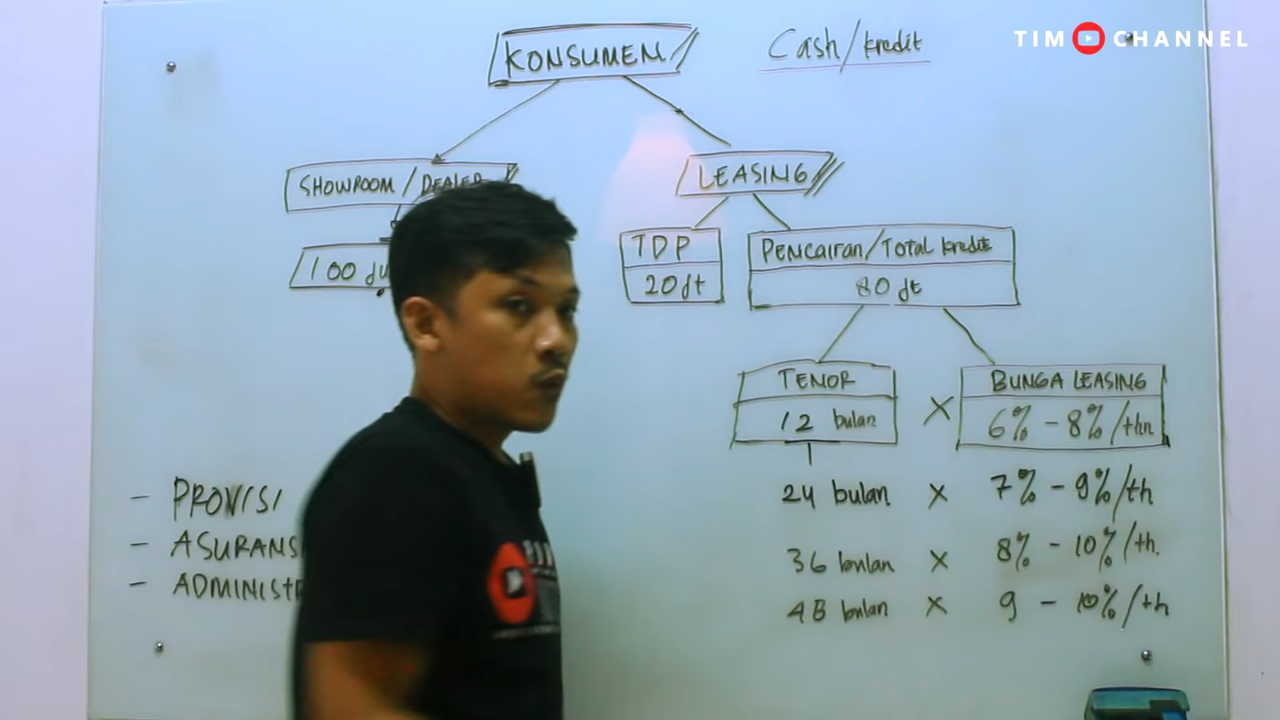 TIM CHANNEL
KONSUMEN
Cash/kredit
SHOWROOM / DEALER
LEASING
100
TDP
20 jt
Pencairan/Total kredit
80 jt
TENOR
12 bulan
X
BUNGA LEASING
6% - 8%/thn
24 bulan x 7% - 9%/th
36 bulan x 8% - 10%/th.
48 bulan x 9 - 10%/th
- PROVISI
- ASURANS
- ADMINISTR